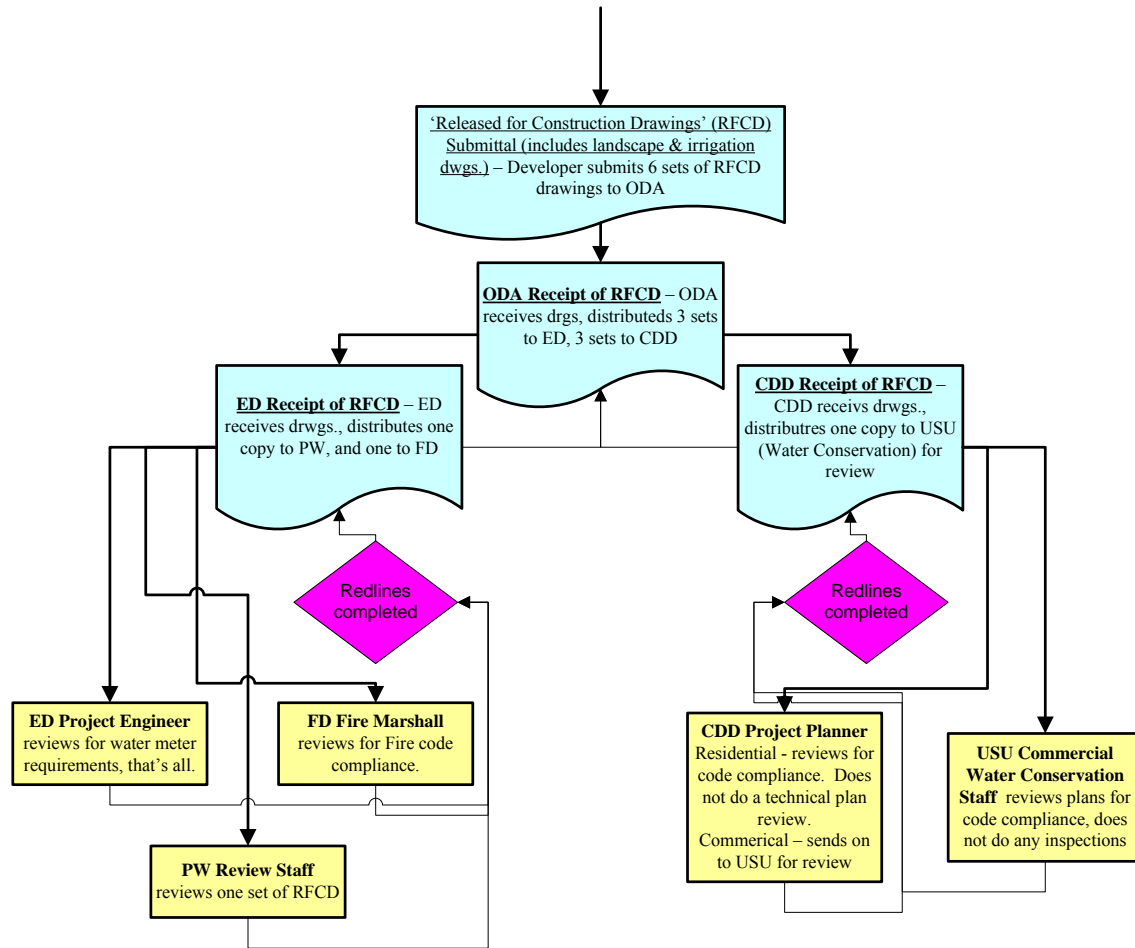 ‘Released for Construction Drawings’ (RFCD)
Submittal (includes landscape & irrigation
dwgs.) – Developer submits 6 sets of RFCD
drawings to ODA
ODA Receipt of RFCD – ODA
receives drgs, distributeds 3 sets
to ED, 3 sets to CDD
ED Receipt of RFCD – ED
receives drwgs., distributes one
copy to PW, and one to FD
CDD Receipt of RFCD –
CDD receivs drwgs.,
distributres one copy to USU
(Water Conservation) for
review
Redlines
completed
Redlines
completed
ED Project Engineer
reviews for water meter
requirements, that’s all.
FD Fire Marshall
reviews for Fire code
compliance.
CDD Project Planner
Residential - reviews for
code compliance. Does
not do a technical plan
review.
Commerical – sends on
to USU for review
USU Commercial
Water Conservation
Staff reviews plans for
code compliance, does
not do any inspections
PW Review Staff
reviews one set of RFCD